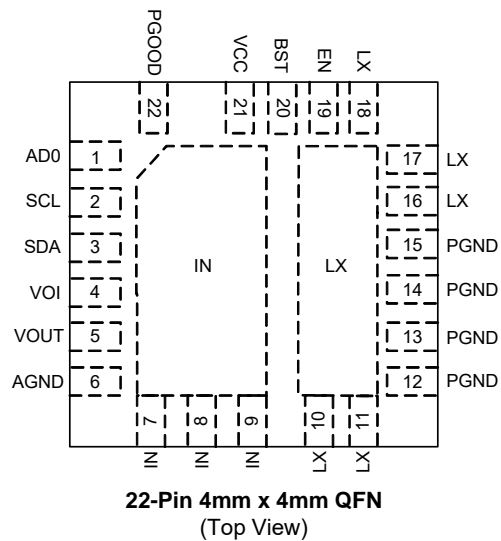 PGOOD VCC BST EN LX
22 21 20 19 18
AD0 1 17 LX
SCL 2 16 LX
SDA 3 15 PGND
IN LX
VOI 4 14 PGND
VOUT 5 13 PGND
AGND 6 12 PGND
7 8 9 10 11
IN IN IN LX LX
22-Pin 4mm x 4mm QFN
(Top View)